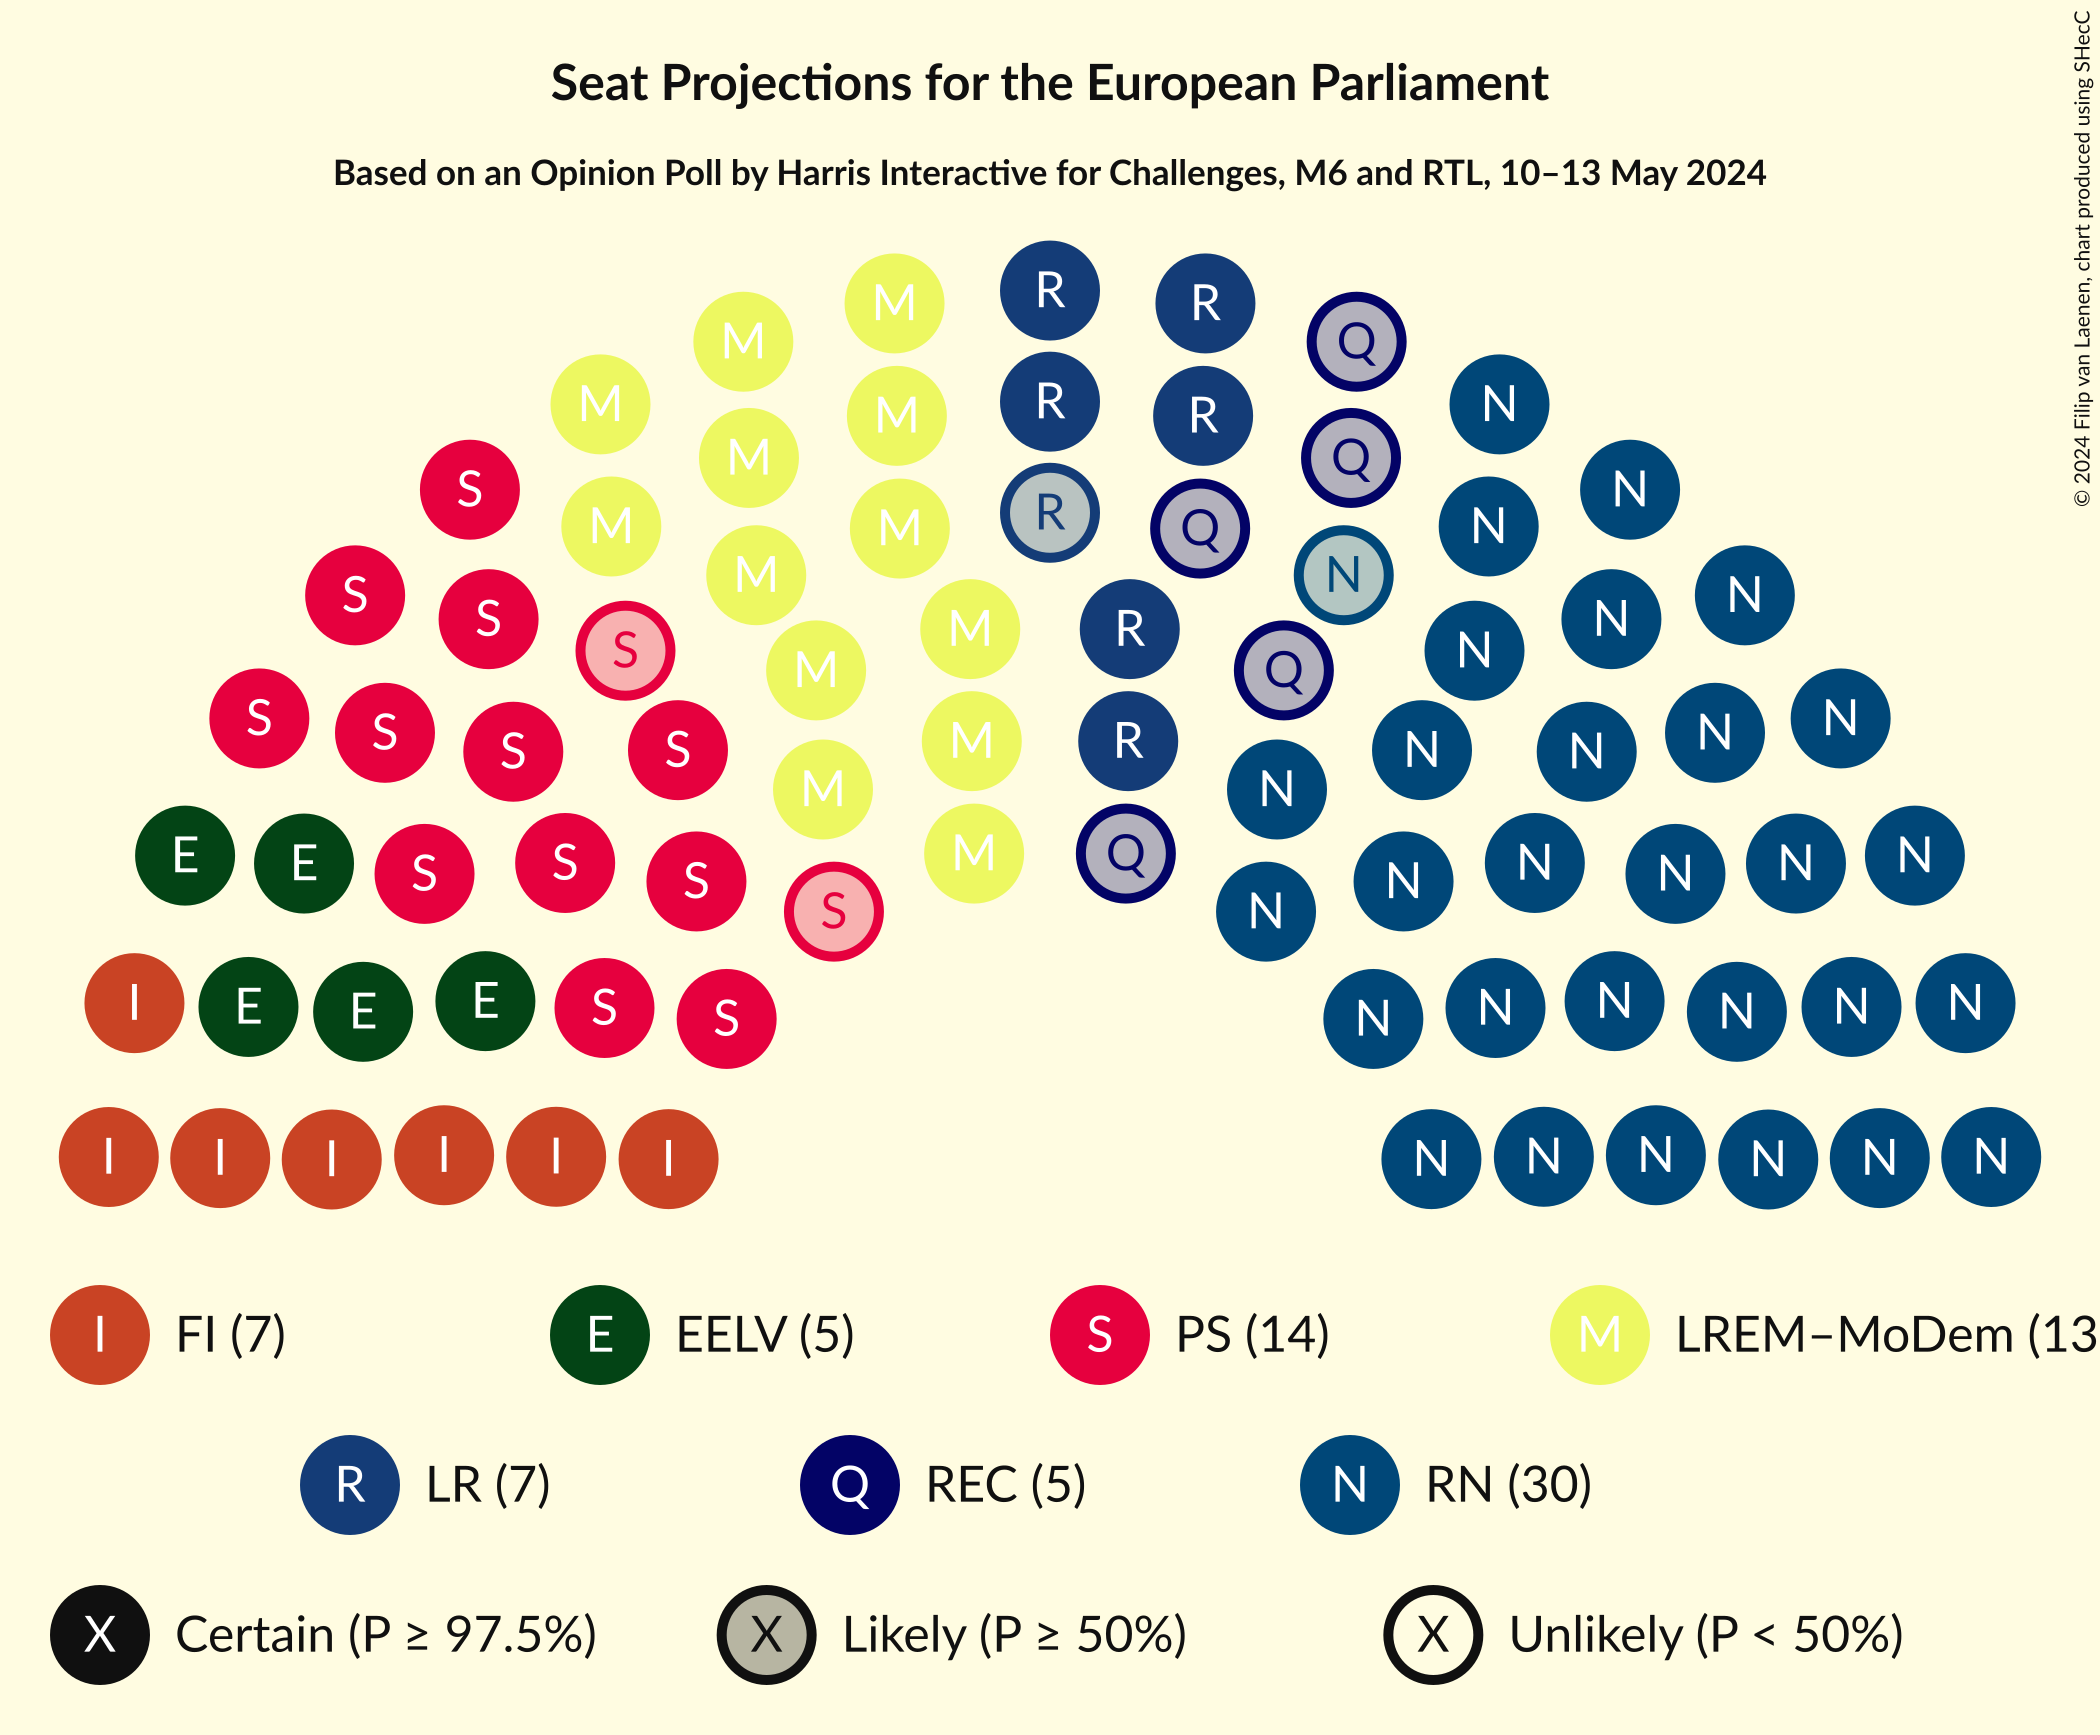 Seat Projections for the European Parliament
Based on an Opinion Poll by Harris Interactive for Challenges, M6 and RTL, 10–13 May 2024
© 2024 Filip van Laenen, chart produced using SHecC
R
M R
M Q
M N
S N
S N
S N
E N
I N
I N
R
M R
M Q
M N
S N
S N
E N
E N
I N
R
M Q
M N
S N
S N
S N
E N
I N
M R
M Q
S N
S N
E N
I N
M R
M N
S N
S N
I N
M Q
S N
S N
I N
I FI (7) E EELV (5) S PS (14) M LREM–MoDem (13
R LR (7) Q REC (5) N RN (30)
X Certain (P ≥ 97.5%) X Likely (P ≥ 50%) X Unlikely (P < 50%)